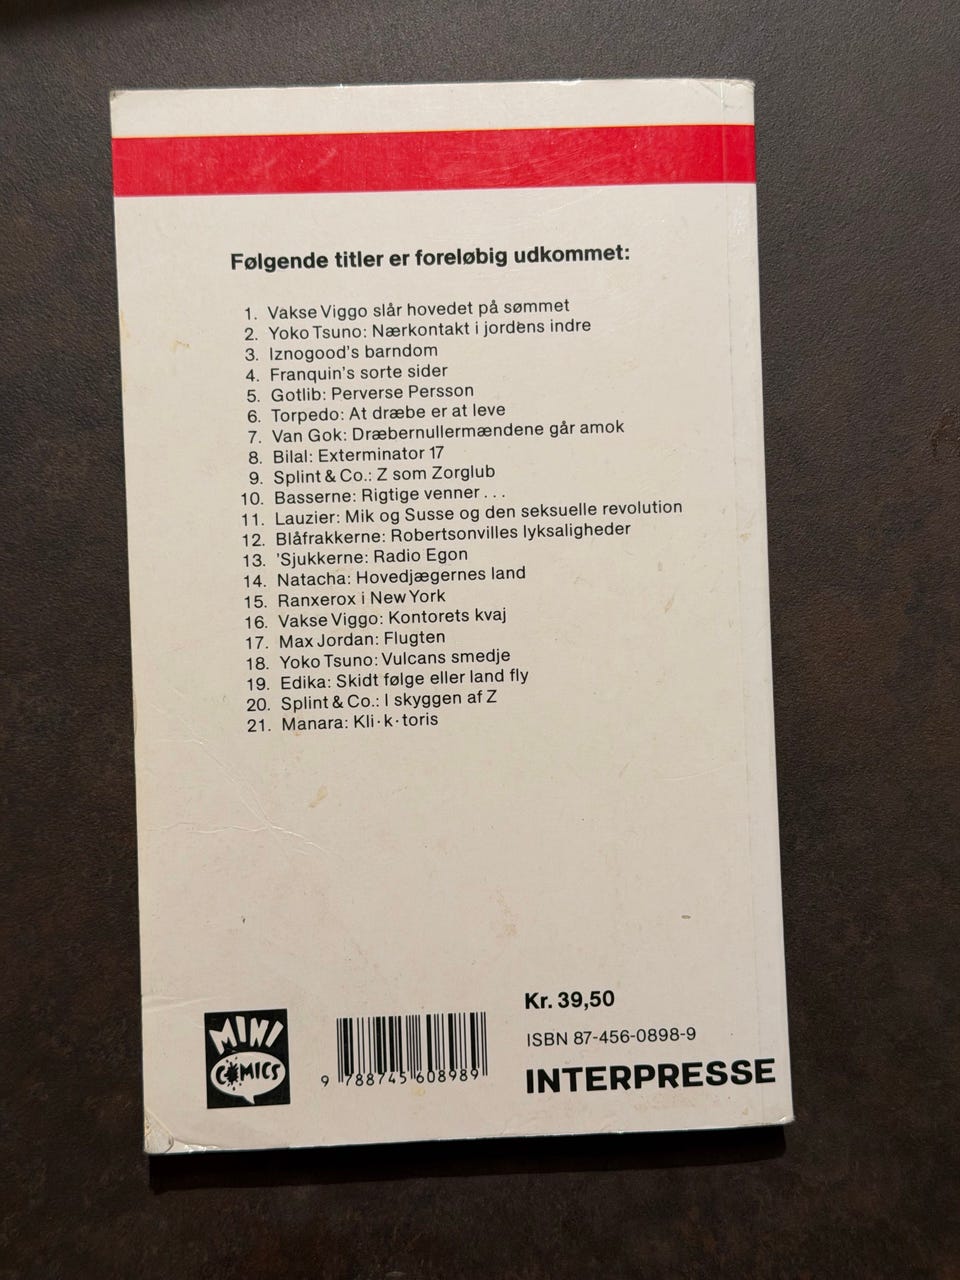 Følgende titler er foreløbig udkommet:
1. Vakse Viggo slår hovedet på sømmet
2. Yoko Tsuno: Nærkontakt i jordens indre
3. Iznogood's barndom
4. Franquin's sorte sider
5. Gotlib: Perverse Persson
6. Torpedo: At dræbe er at leve
7. Van Gok: Dræbernullermændene går amok
8. Bilal: Exterminator 17
9. Splint & Co.: Z som Zorglub
10. Basserne: Rigtige venner...
11. Lauzier: Mik og Susse og den seksuelle revolution
12. Blåfrakkerne: Robertsonvilles lyksaligheder
13. 'Sjukkerne: Radio Egon
14. Natacha: Hovedjægernes land
15. Ranxerox i New York
16. Vakse Viggo: Kontorets kvaj
17. Max Jordan: Flugten
18. Yoko Tsuno: Vulcans smedje
19. Edika: Skidt følge eller land fly
20. Splint & Co.: I skyggen af Z
21. Manara: Kli·k·toris
Kr. 39,50
ISBN 87-456-0898-9
INTERPRESSE
MINI
COMICS
9 788745 608989